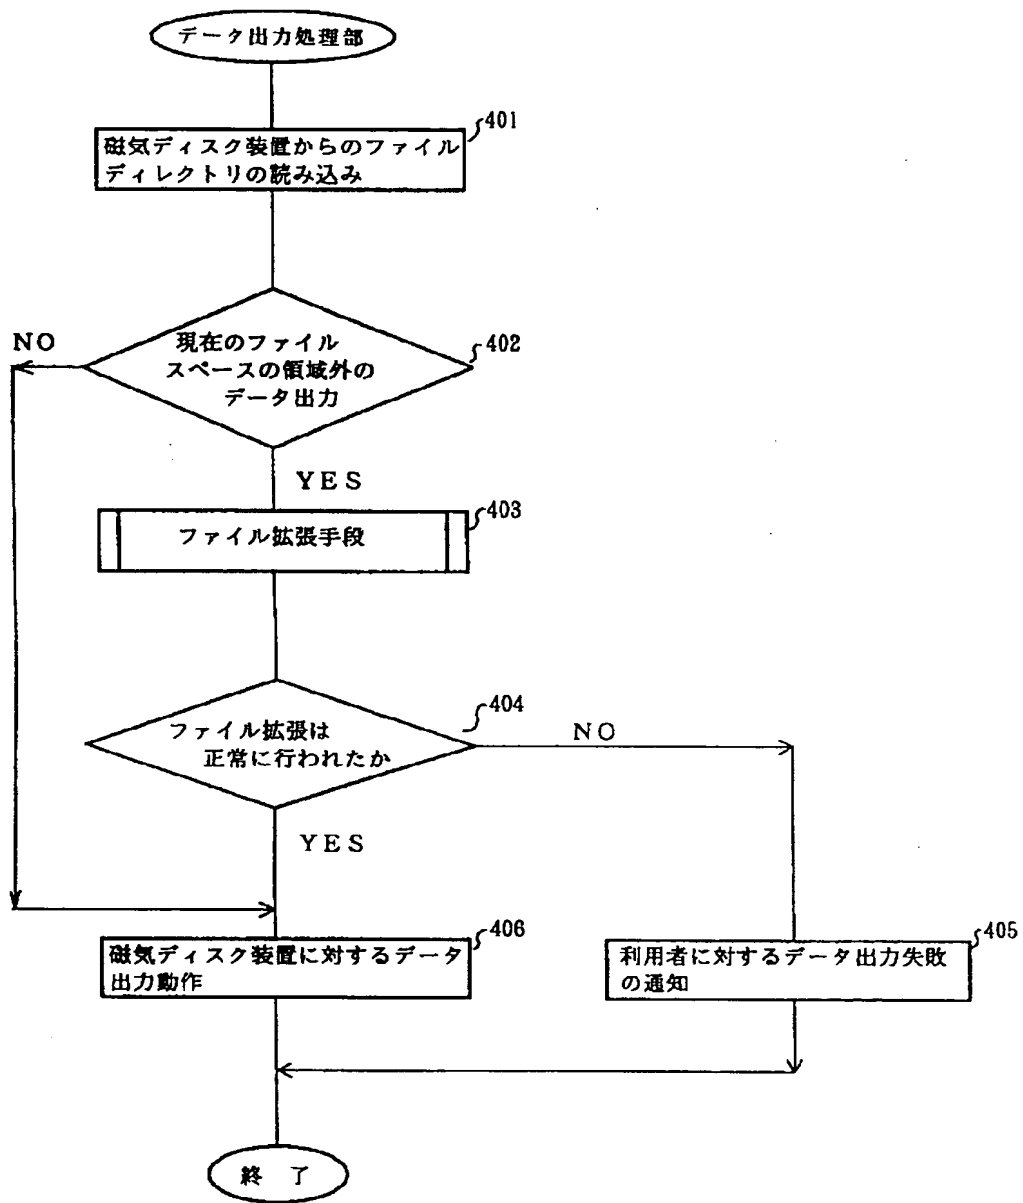 データ出力処理部
401
磁気ディスク装置からのファイル
ディレクトリの読み込み
NO
現在のファイル
スペースの領域外の
データ出力
402
YES
403
ファイル拡張手段
404
ファイル拡張は
正常に行われたか
NO
YES
406
磁気ディスク装置に対するデータ
出力動作
405
利用者に対するデータ出力失敗
の通知
終 了